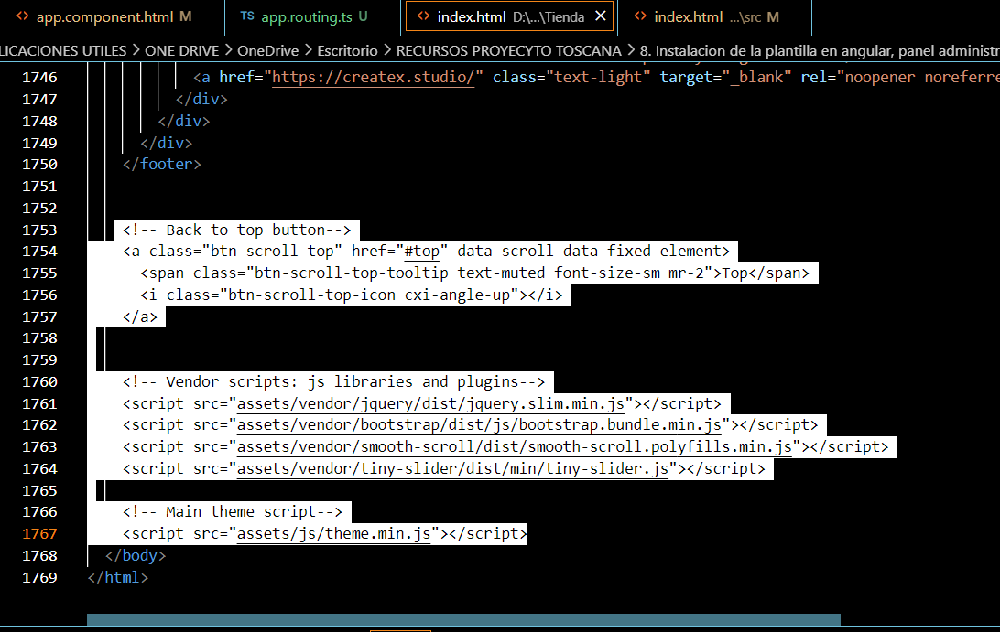 app.component.html M
TS app.routing.ts U
index.html D:\...\Tienda
index.html ...\src M
LICACIONES UTILES > ONE DRIVE > OneDrive > Escritorio > RECURSOS PROYECYTO TOSCANA > 8. Instalacion de la plantilla en angular, panel administr
1746 <a href="https://createx.studio/" class="text-light" target="_blank" rel="noopener noreferre
1747 </div>
1748 </div>
1749 </div>
1750 </footer>
1751
1752
1753 <!-- Back to top button-->
1754 <a class="btn-scroll-top" href="#top" data-scroll data-fixed-element>
1755 <span class="btn-scroll-top-tooltip text-muted font-size-sm mr-2">Top</span>
1756 <i class="btn-scroll-top-icon cxi-angle-up"></i>
1757 </a>
1758
1759
1760 <!-- Vendor scripts: js libraries and plugins-->
1761 <script src="assets/vendor/jquery/dist/jquery.slim.min.js"></script>
1762 <script src="assets/vendor/bootstrap/dist/js/bootstrap.bundle.min.js"></script>
1763 <script src="assets/vendor/smooth-scroll/dist/smooth-scroll.polyfills.min.js"></script>
1764 <script src="assets/vendor/tiny-slider/dist/min/tiny-slider.js"></script>
1765
1766 <!-- Main theme script-->
1767 <script src="assets/js/theme.min.js"></script>
1768 </body>
1769 </html>